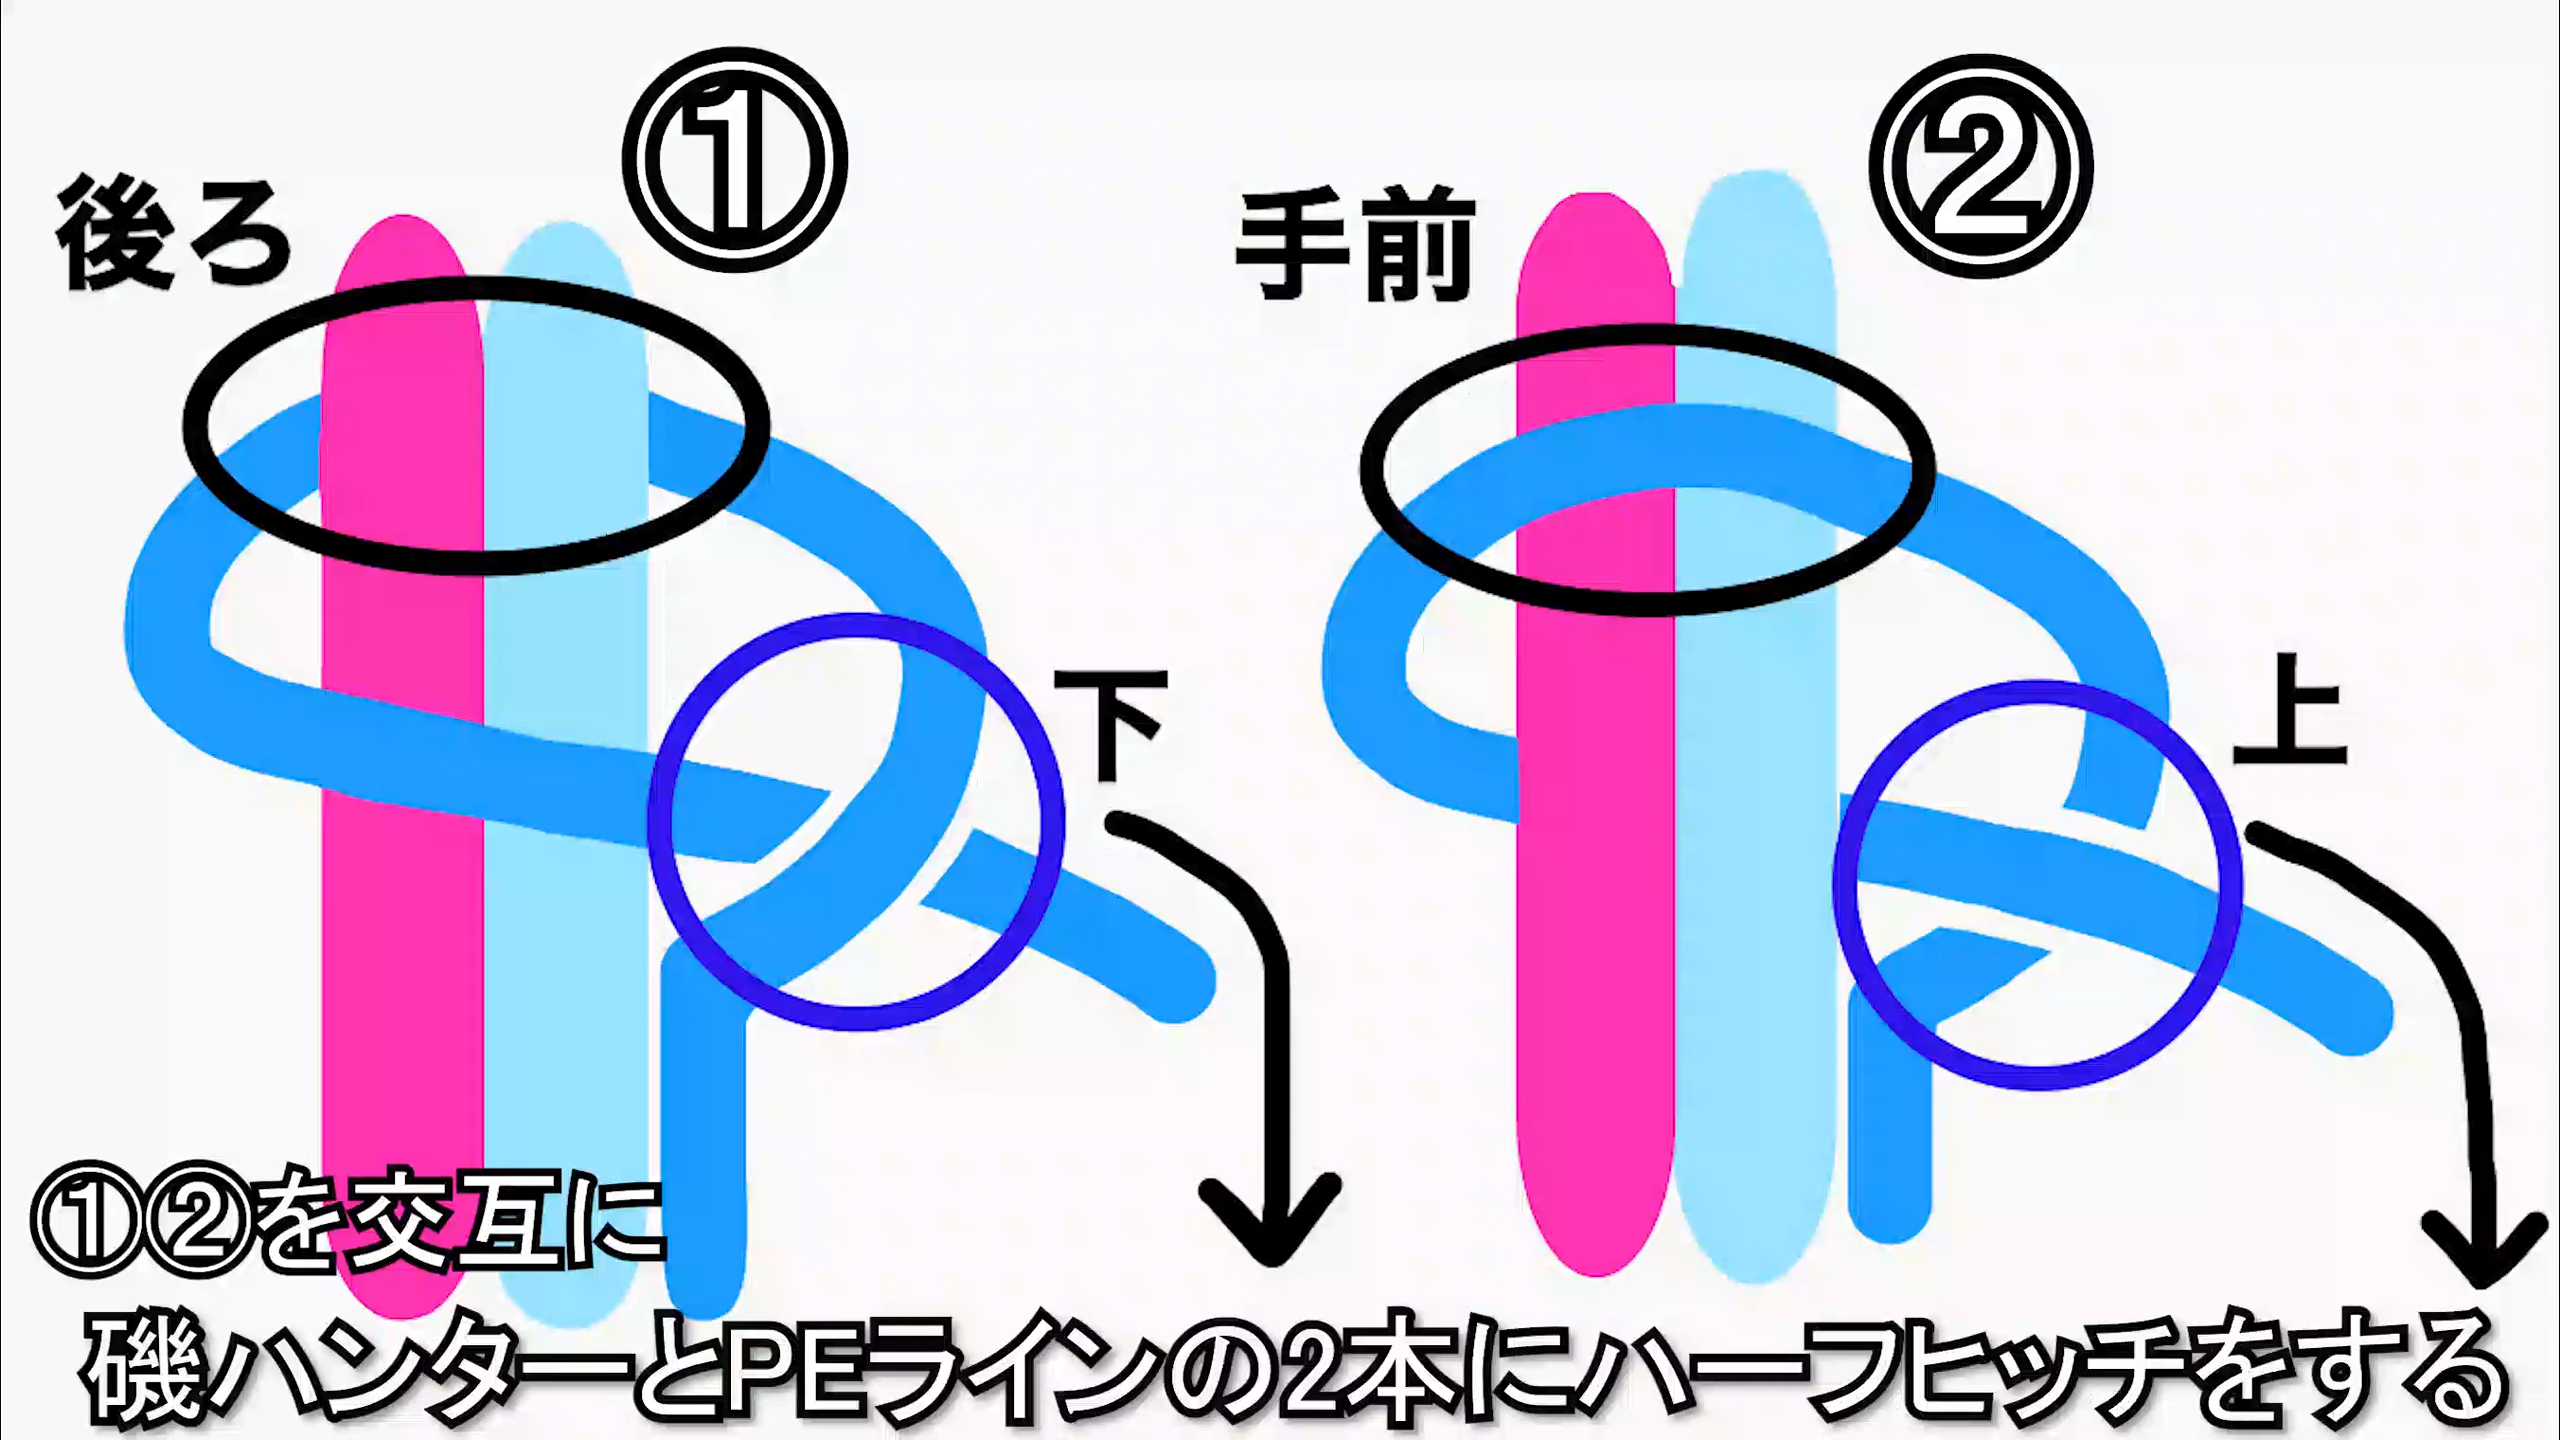 ①
②
後ろ
手前
下
上
①②を交互に
磯ハンターとPEラインの2本にハーフヒッチをする